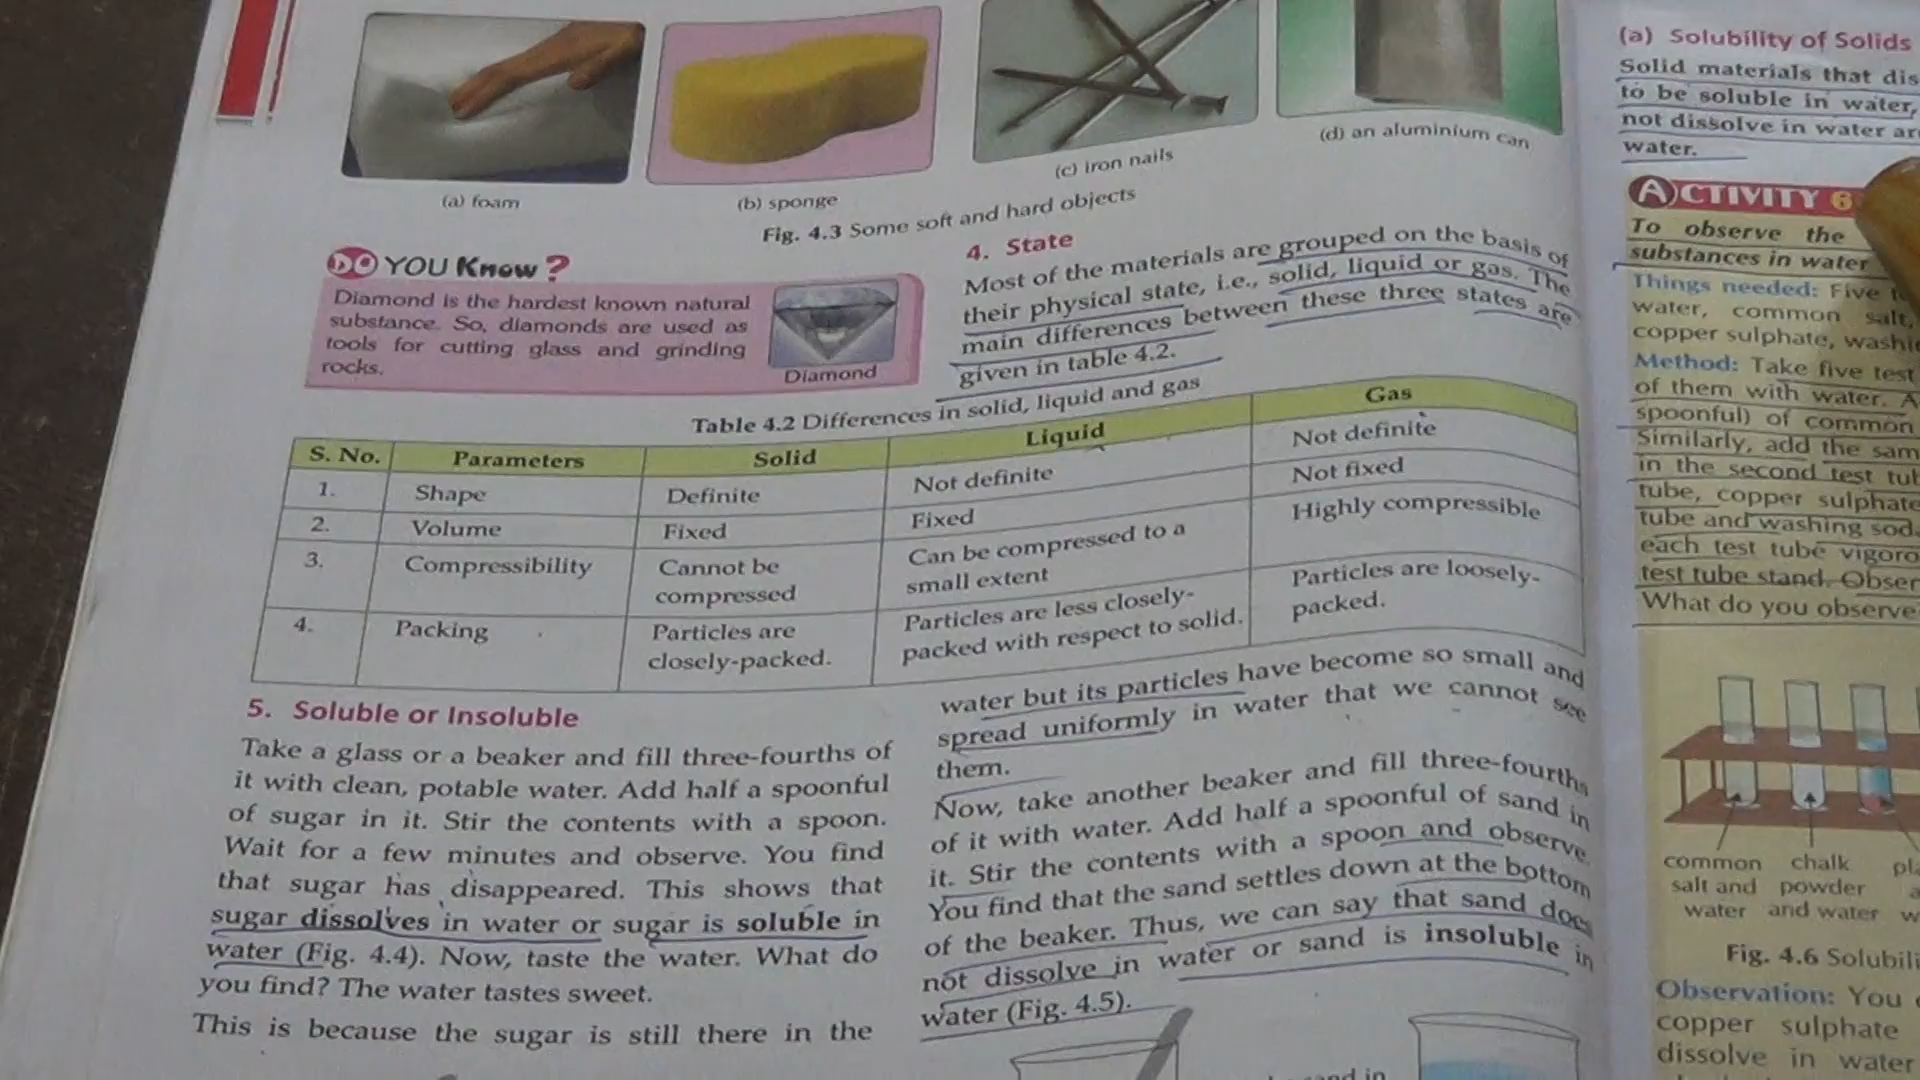 (a) foam
(b) sponge
(c) iron nails
(d) an aluminium can
Fig. 4.3 Some soft and hard objects
DO YOU Know ?
Diamond is the hardest known natural
substance. So, diamonds are used as
tools for cutting glass and grinding
rocks.
Diamond
4. State
Most of the materials are grouped on the basis of
their physical state, i.e., solid, liquid or gas. The
main differences between these three states are
given in table 4.2.
Table 4.2 Differences in solid, liquid and gas
S. No. Parameters Solid Liquid Gas
1. Shape Definite Not definite Not definite
2. Volume Fixed Fixed Not fixed
3. Compressibility Cannot be Can be compressed to a Highly compressible
compressed small extent
4. Packing Particles are Particles are less closely- Particles are loosely-
closely-packed. packed with respect to solid. packed.
5. Soluble or Insoluble
Take a glass or a beaker and fill three-fourths of
it with clean, potable water. Add half a spoonful
of sugar in it. Stir the contents with a spoon.
Wait for a few minutes and observe. You find
that sugar has disappeared. This shows that
sugar dissolves in water or sugar is soluble in
water (Fig. 4.4). Now, taste the water. What do
you find? The water tastes sweet.
This is because the sugar is still there in the
water but its particles have become so small and
spread uniformly in water that we cannot see
them.
Now, take another beaker and fill three-fourths
of it with water. Add half a spoonful of sand in
it. Stir the contents with a spoon and observe.
You find that the sand settles down at the bottom
of the beaker. Thus, we can say that sand does
not dissolve in water or sand is insoluble in
water (Fig. 4.5).
(a) Solubility of Solids
Solid materials that
to be soluble in water,
not dissolve in water
water.
ACTIVITY 6
To observe the
substances in water
Things needed: Five
water, common salt,
copper sulphate,
Method: Take five test
of them with water.
spoonful) of common
Similarly, add the
in the second test
tube, copper sulphate
tube and washing
each test tube
test tube stand.
What do you observe
common
salt and
water
chalk
powder
and water
Fig. 4.6
Observation: You
copper sulphate
dissolve in water